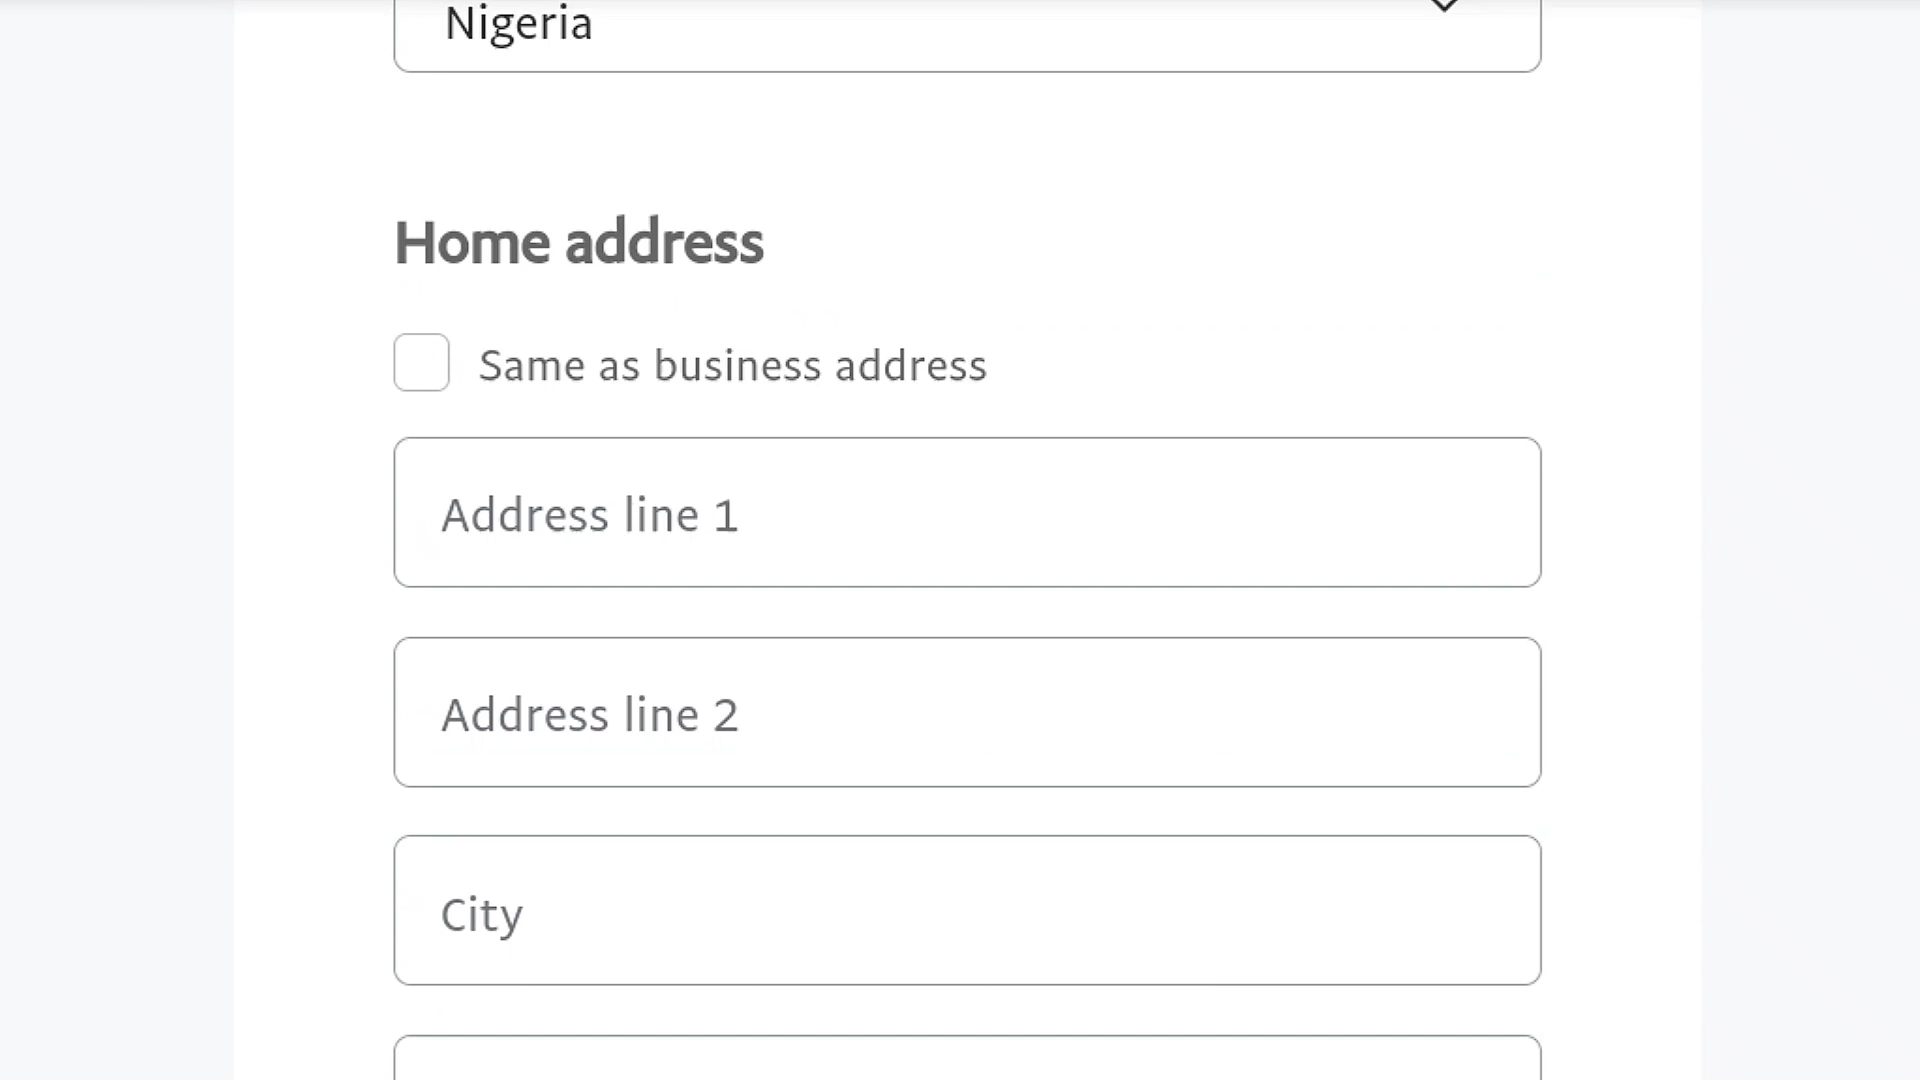 Nigeria
Home address
Same as business address
Address line 1
Address line 2
City